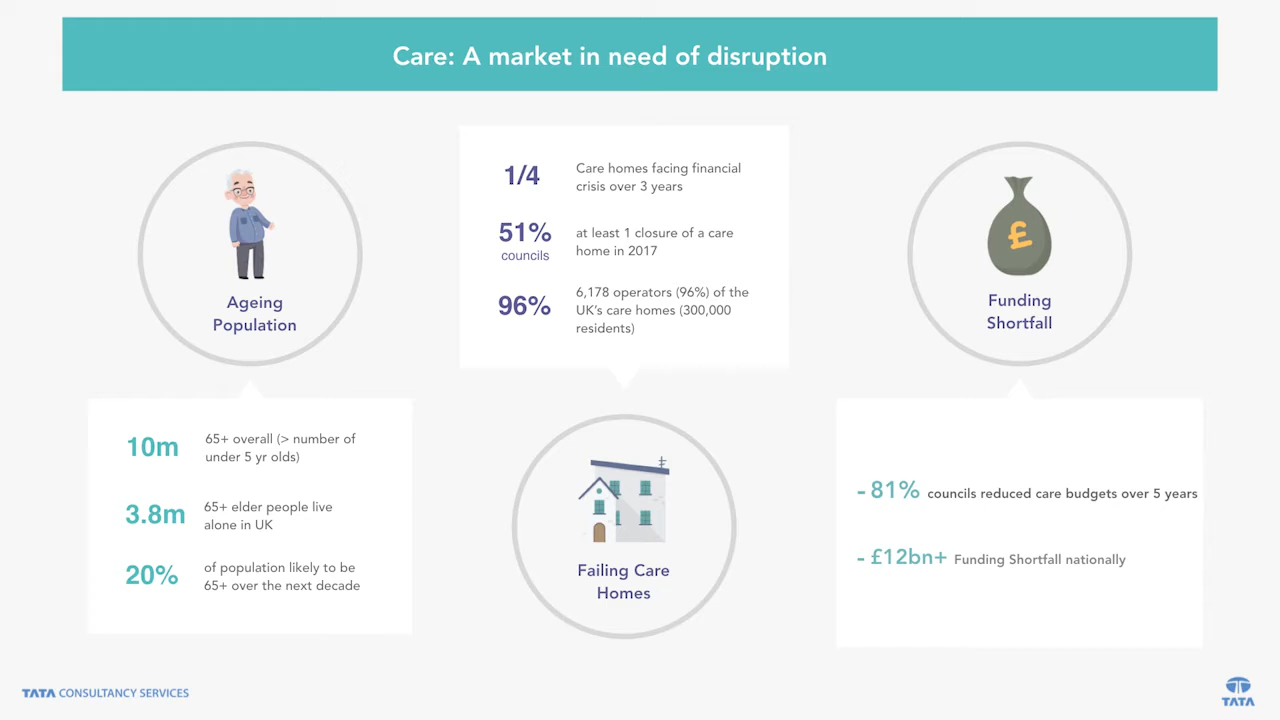 Care: A market in need of disruption
Ageing
Population
10m
65+ overall (> number of
under 5 yr olds)
3.8m
65+ elder people live
alone in UK
20%
of population likely to be
65+ over the next decade
1/4
Care homes facing financial
crisis over 3 years
51%
councils
at least 1 closure of a care
home in 2017
96%
6,178 operators (96%) of the
UK's care homes (300,000
residents)
Failing Care
Homes
£
Funding
Shortfall
- 81% councils reduced care budgets over 5 years
- £12bn+ Funding Shortfall nationally
TATA CONSULTANCY SERVICES
TATA